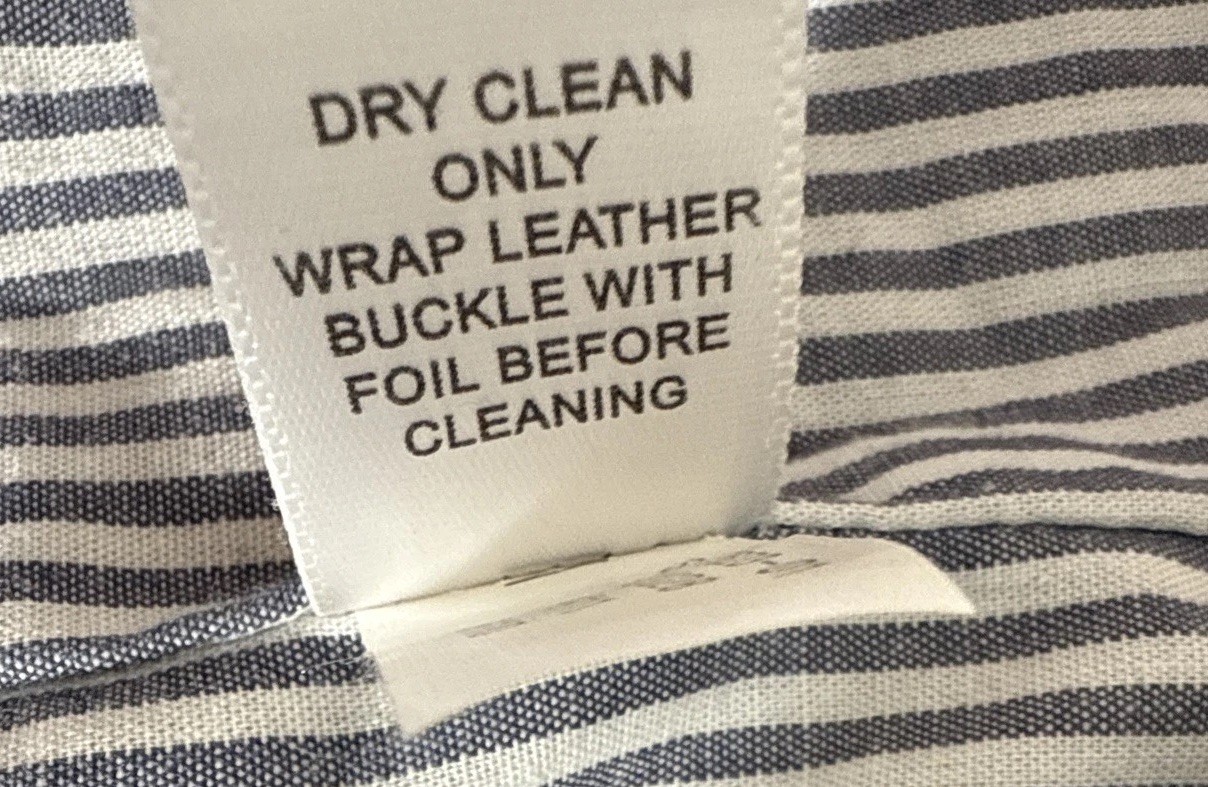 DRY CLEAN
ONLY
WRAP LEATHER
BUCKLE WITH
FOIL BEFORE
CLEANING